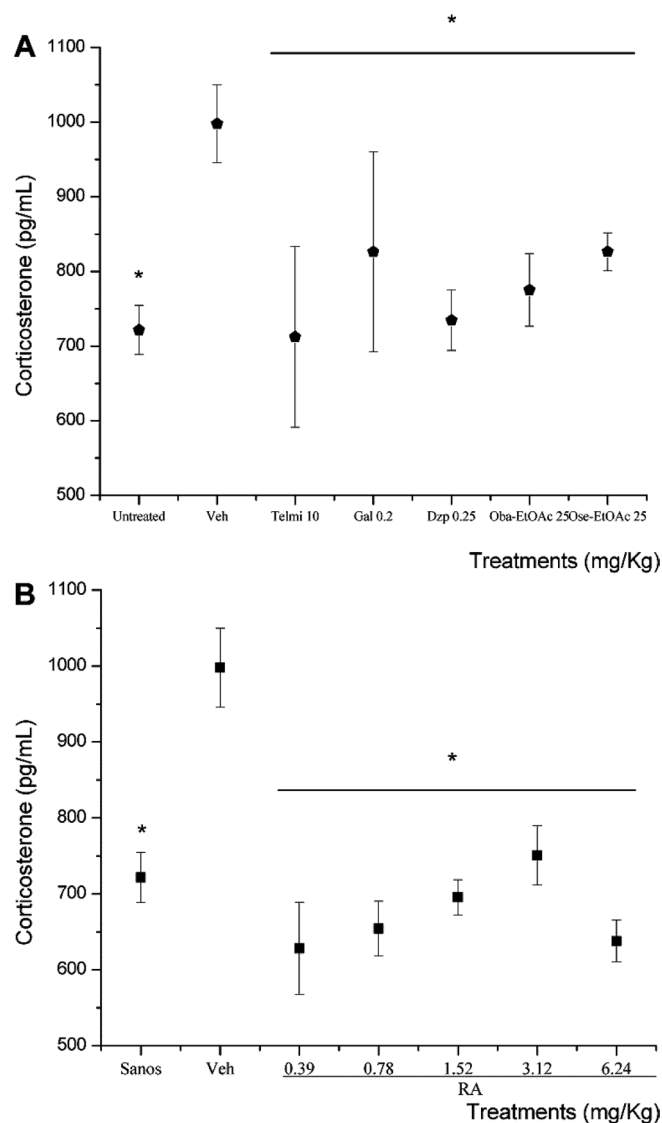 A
*
1100
1000
900
800
700
600
500
Corticosterone (pg/mL)
*
Untreated Veh Telmi 10 Gal 0.2 Dzp 0.25 Oba-EtOAc 25 Ose-EtOAc 25
Treatments (mg/Kg)
B
1100
1000
900
800
700
600
500
Corticosterone (pg/mL)
*
*
Sanos Veh 0.39 0.78 1.52 3.12 6.24
RA
Treatments (mg/Kg)